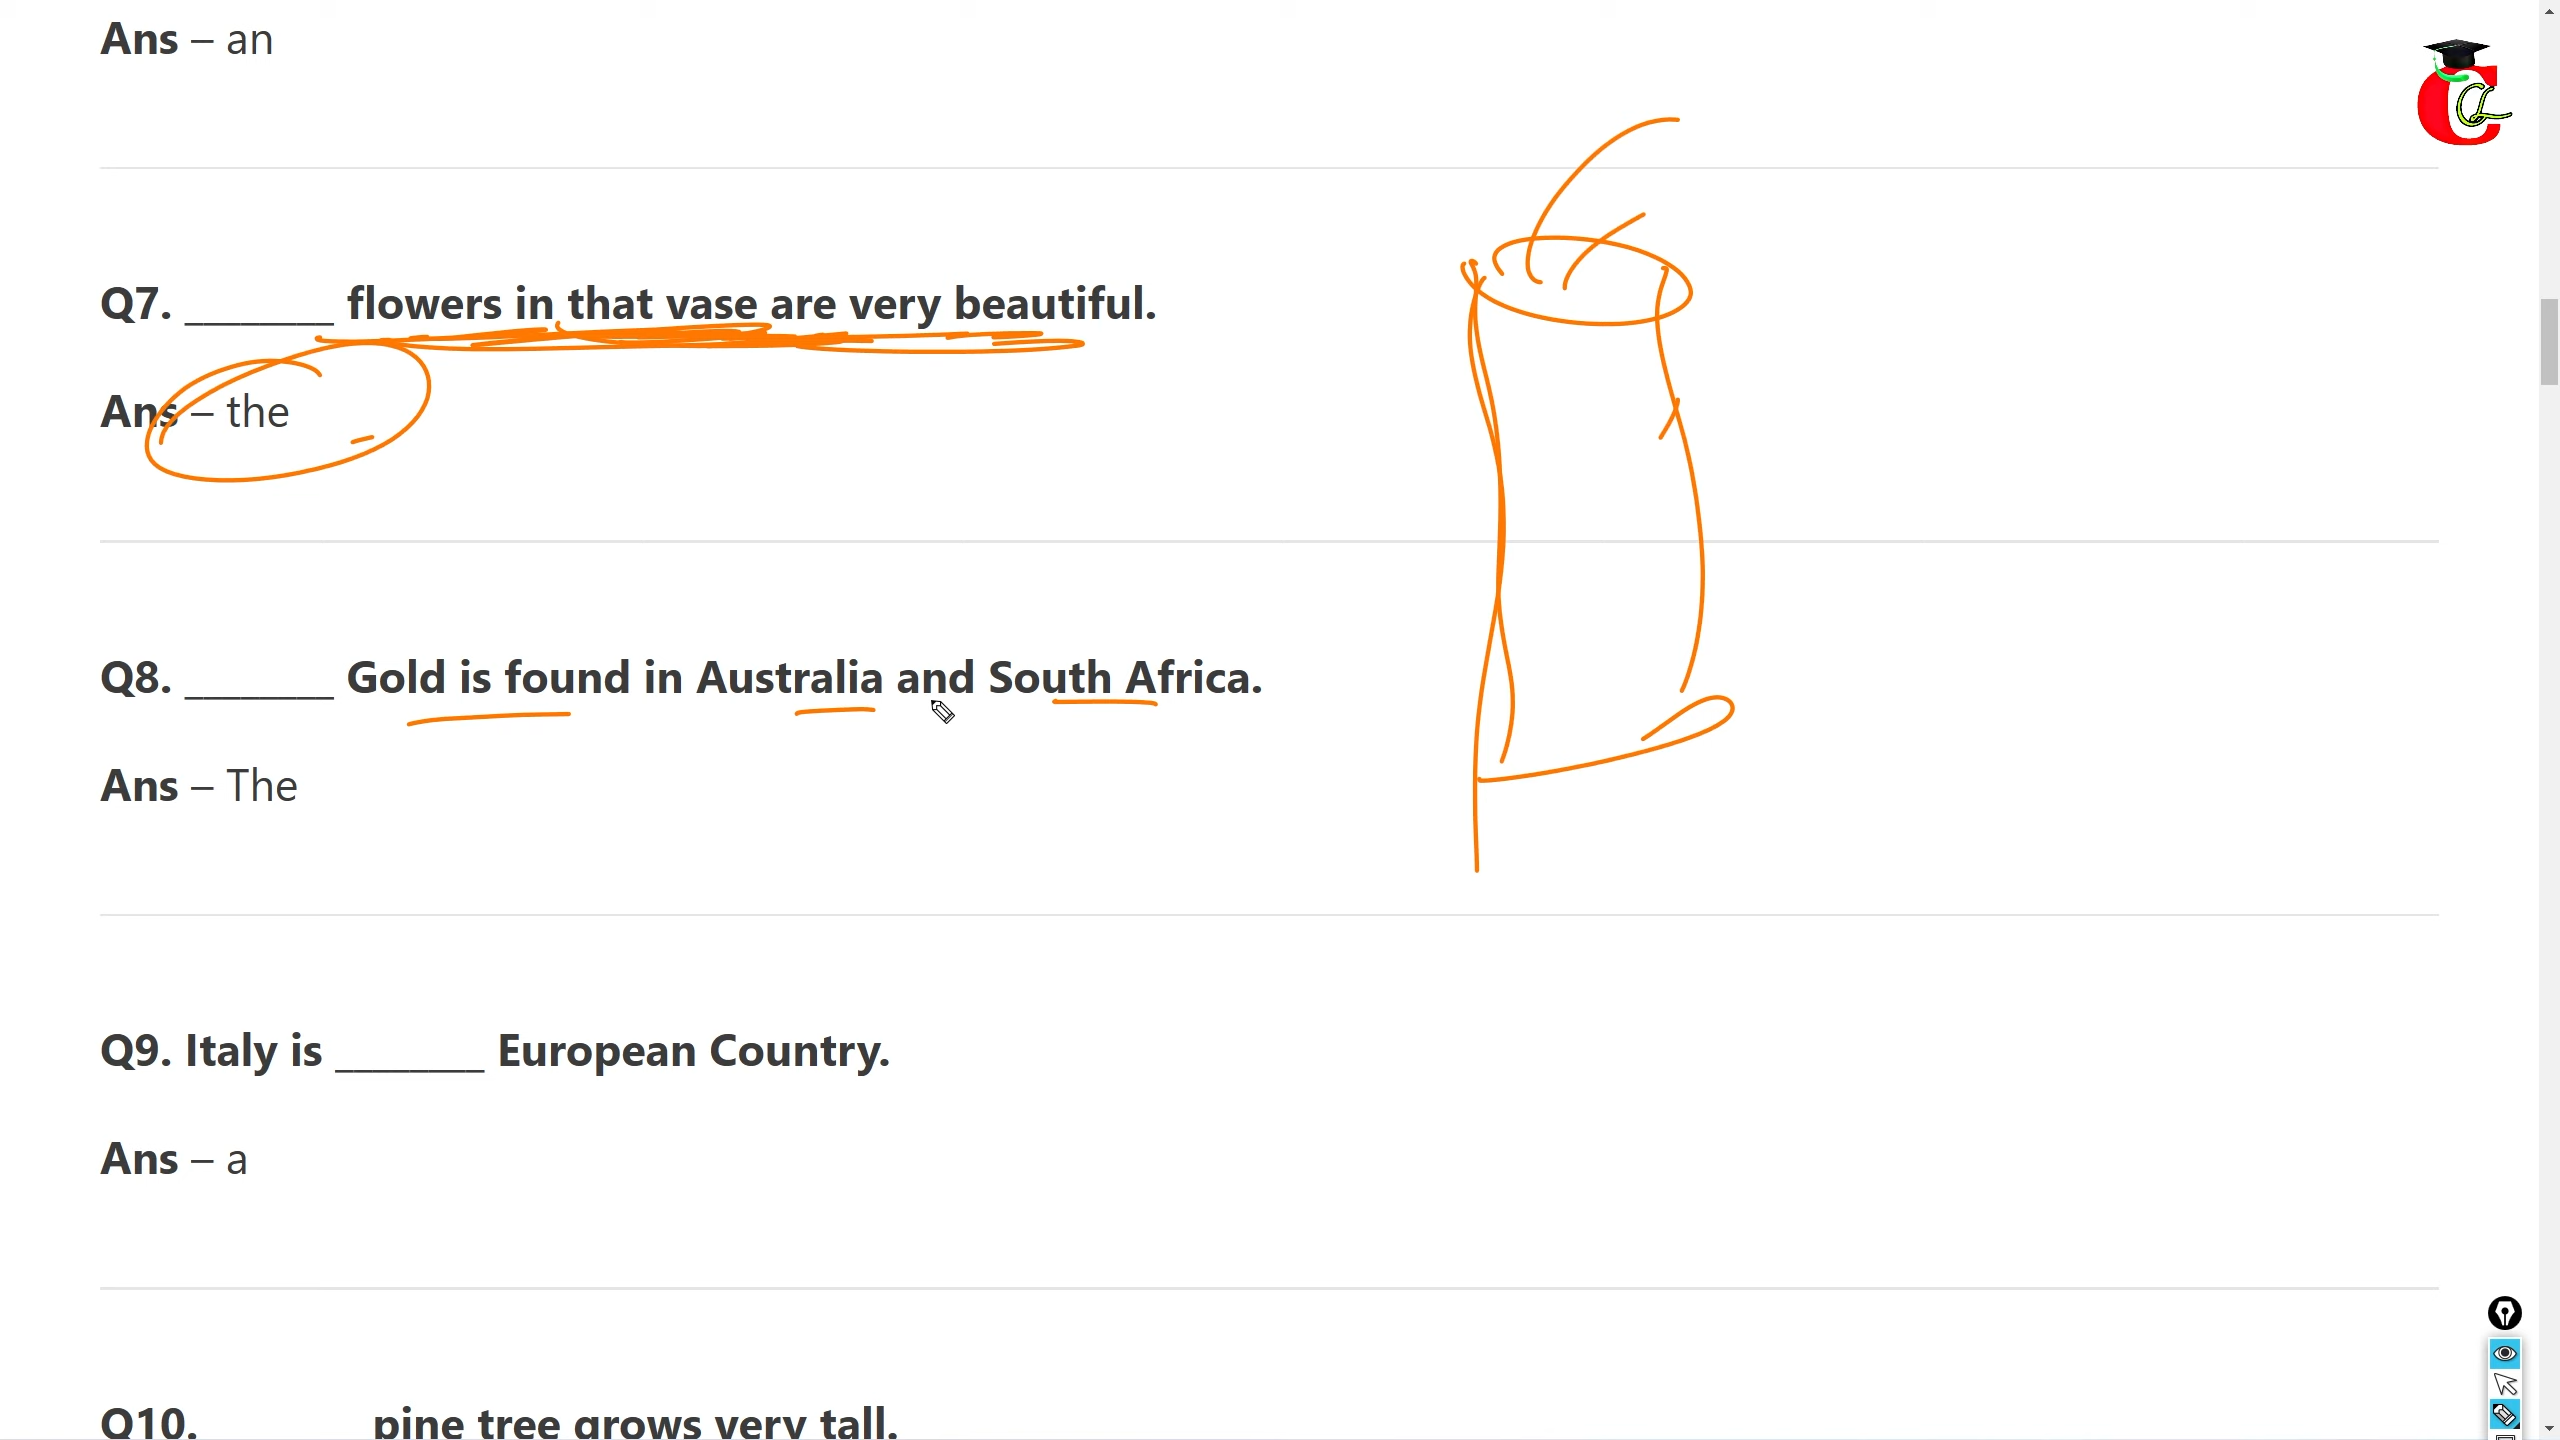 Ans – an
Q7. _______ flowers in that vase are very beautiful.
Ans – the
Q8. _______ Gold is found in Australia and South Africa.
Ans – The
Q9. Italy is _______ European Country.
Ans – a
Q10. pine tree grows very tall.